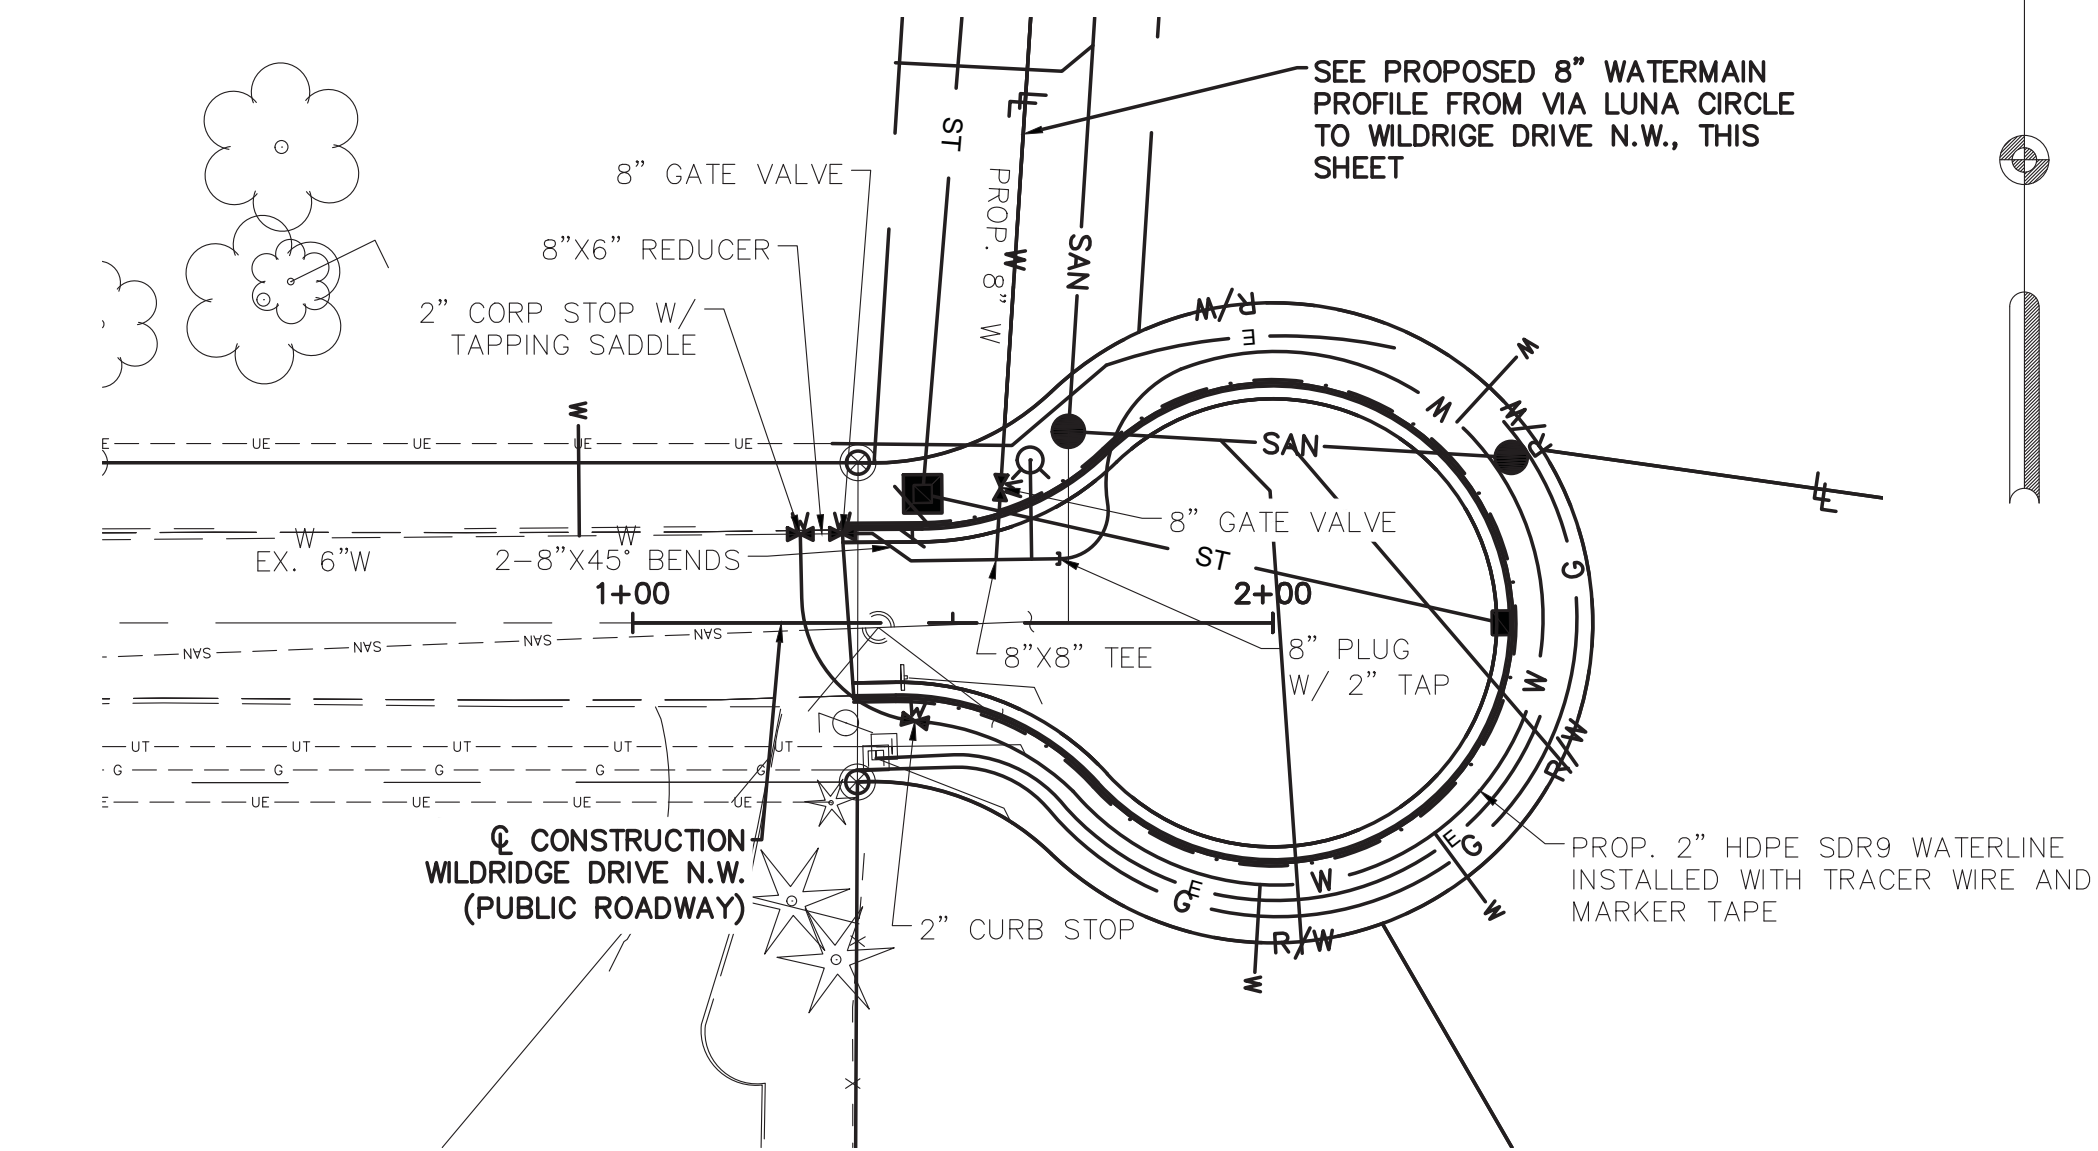 SEE PROPOSED 8" WATERMAIN
PROFILE FROM VIA LUNA CIRCLE
TO WILDRIGE DRIVE N.W., THIS
SHEET
ST
PROP. 8" W
W
SAN
8" GATE VALVE
8"X6" REDUCER
2" CORP STOP W/
TAPPING SADDLE
R/W
E
W
W
W
R/W
W
UE UE UE UE
E
SAN
W W
W W
W
EX. 6"W
2-8"X45° BENDS
8" GATE VALVE
ST
G
1+00
2+00
SAN SAN SAN SAN
8"X8" TEE
8" PLUG
W/ 2" TAP
W
W
R/W
UT UT UT UT UT
G G G G G
E UE UE UE UE
℄ CONSTRUCTION
WILDRIDGE DRIVE N.W.
(PUBLIC ROADWAY)
E
G
PROP. 2" HDPE SDR9 WATERLINE
INSTALLED WITH TRACER WIRE AND
MARKER TAPE
W
E
G
W
2" CURB STOP
R/W
W